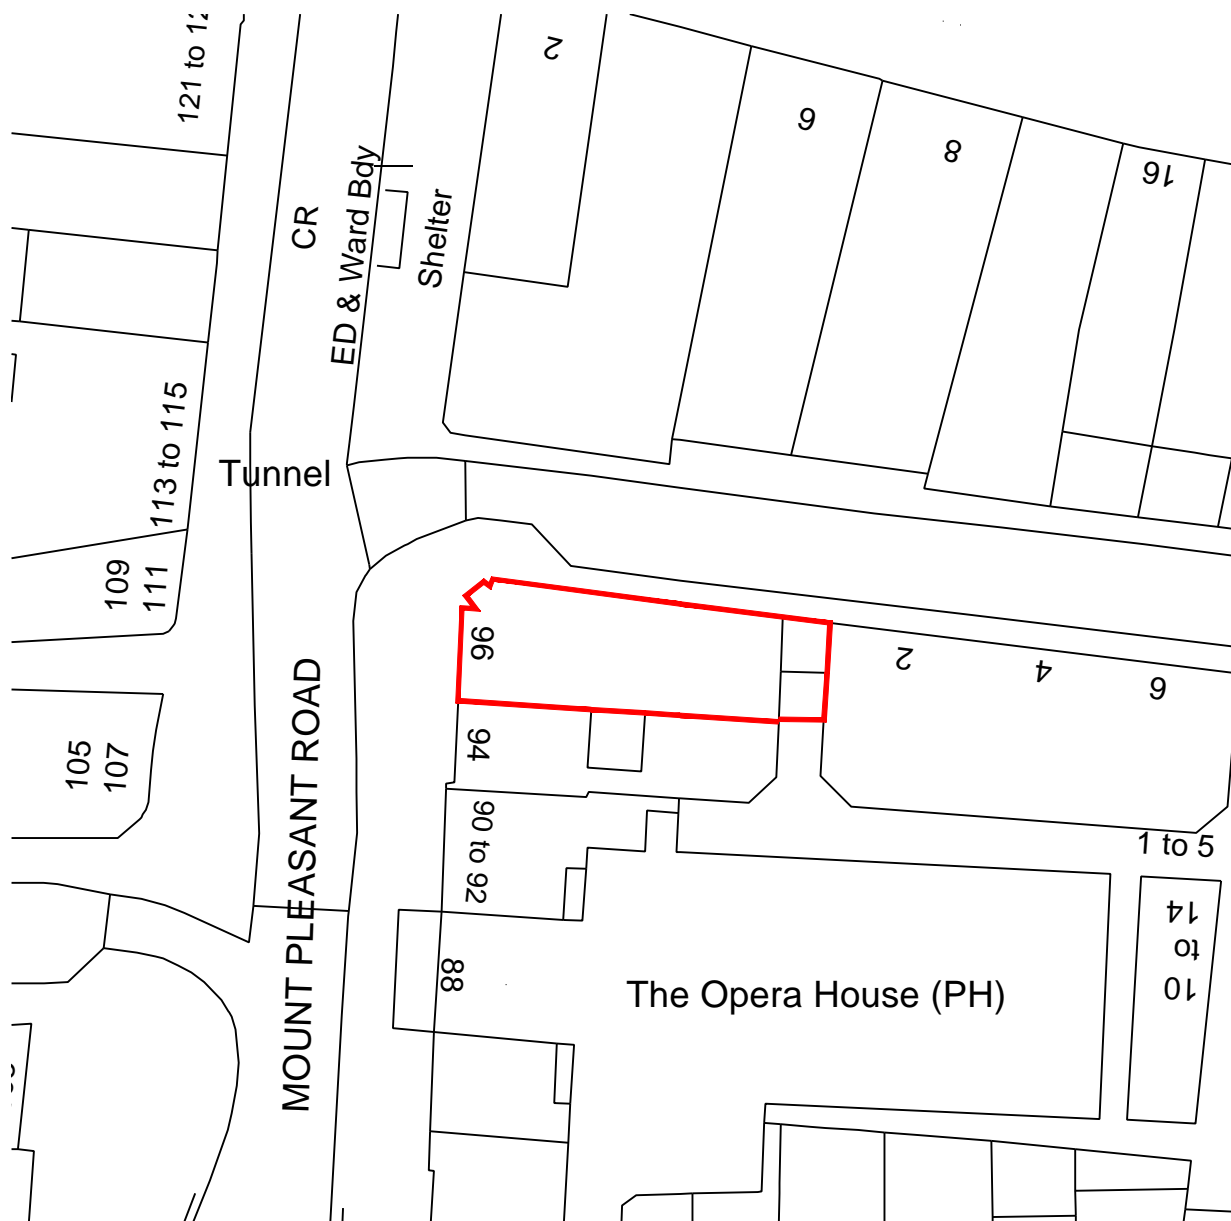 121 to 12
2
6
8
16
CR
ED & Ward Bdy
Shelter
113 to 115
Tunnel
109
111
96
2
4
6
MOUNT PLEASANT ROAD
105
107
94
90 to 92
1 to 5
88
The Opera House (PH)
14
to
10